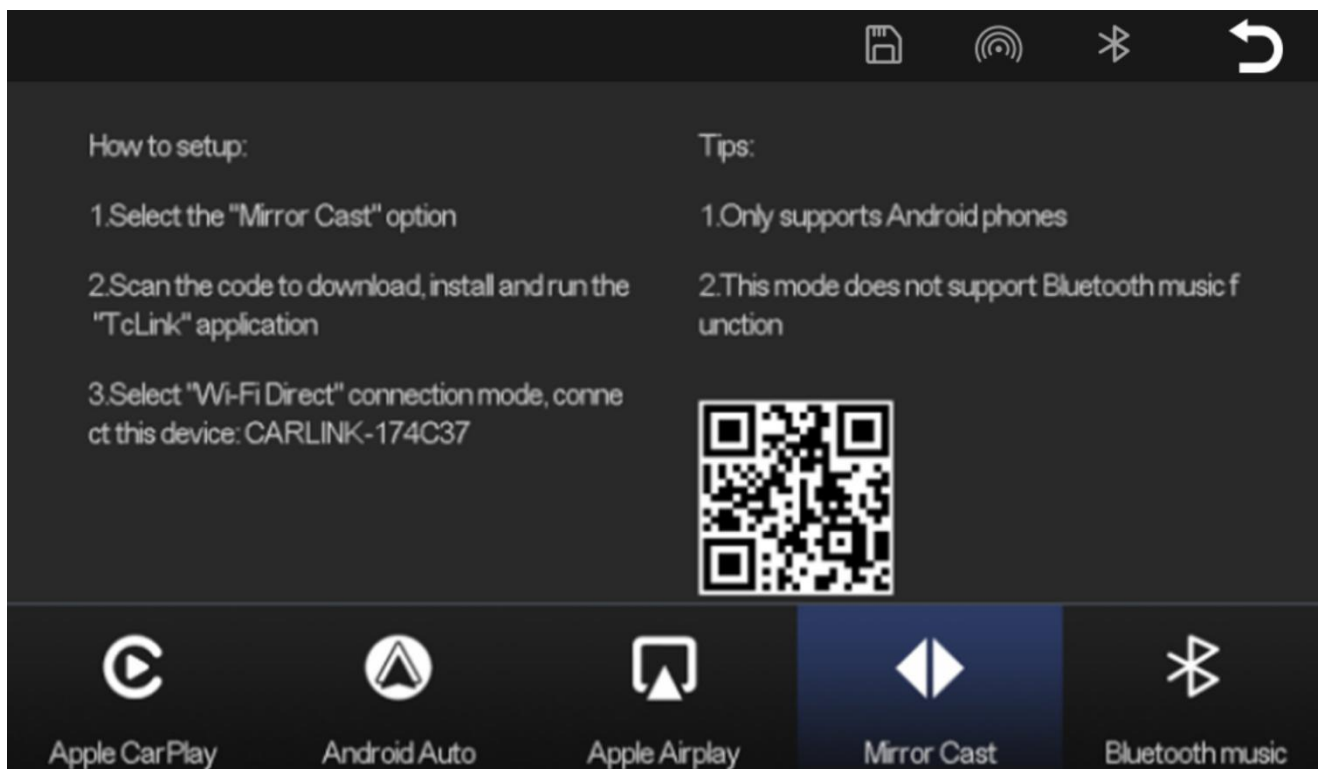 How to setup:
1.Select the "Mirror Cast" option
2.Scan the code to download, install and run the
"TcLink" application
3.Select "Wi-Fi Direct" connection mode, conne
ct this device: CARLINK-174C37
Tips:
1.Only supports Android phones
2.This mode does not support Bluetooth music f
unction
Apple CarPlay
Android Auto
Apple Airplay
Mirror Cast
Bluetooth music